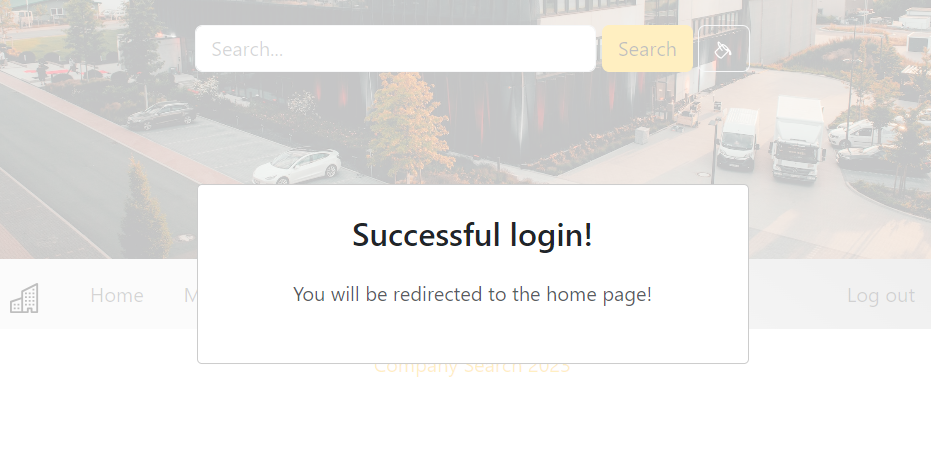 Search...
Search
Successful login!
You will be redirected to the home page!
Home
Log out
Company Search 2023